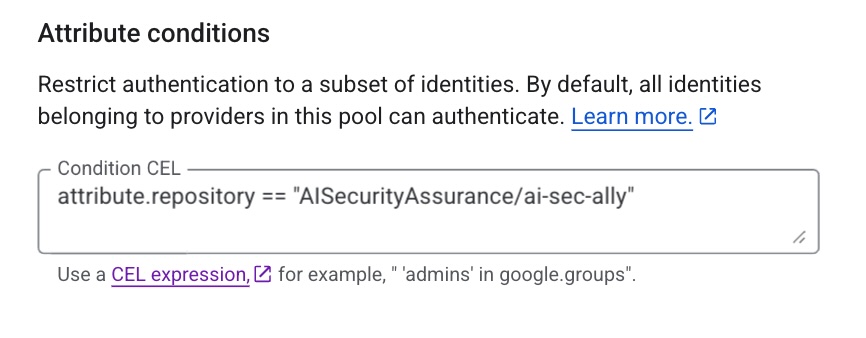 Attribute conditions
Restrict authentication to a subset of identities. By default, all identities
belonging to providers in this pool can authenticate. Learn more.
Condition CEL
attribute.repository == "AISecurityAssurance/ai-sec-ally"
Use a CEL expression, for example, " 'admins' in google.groups".